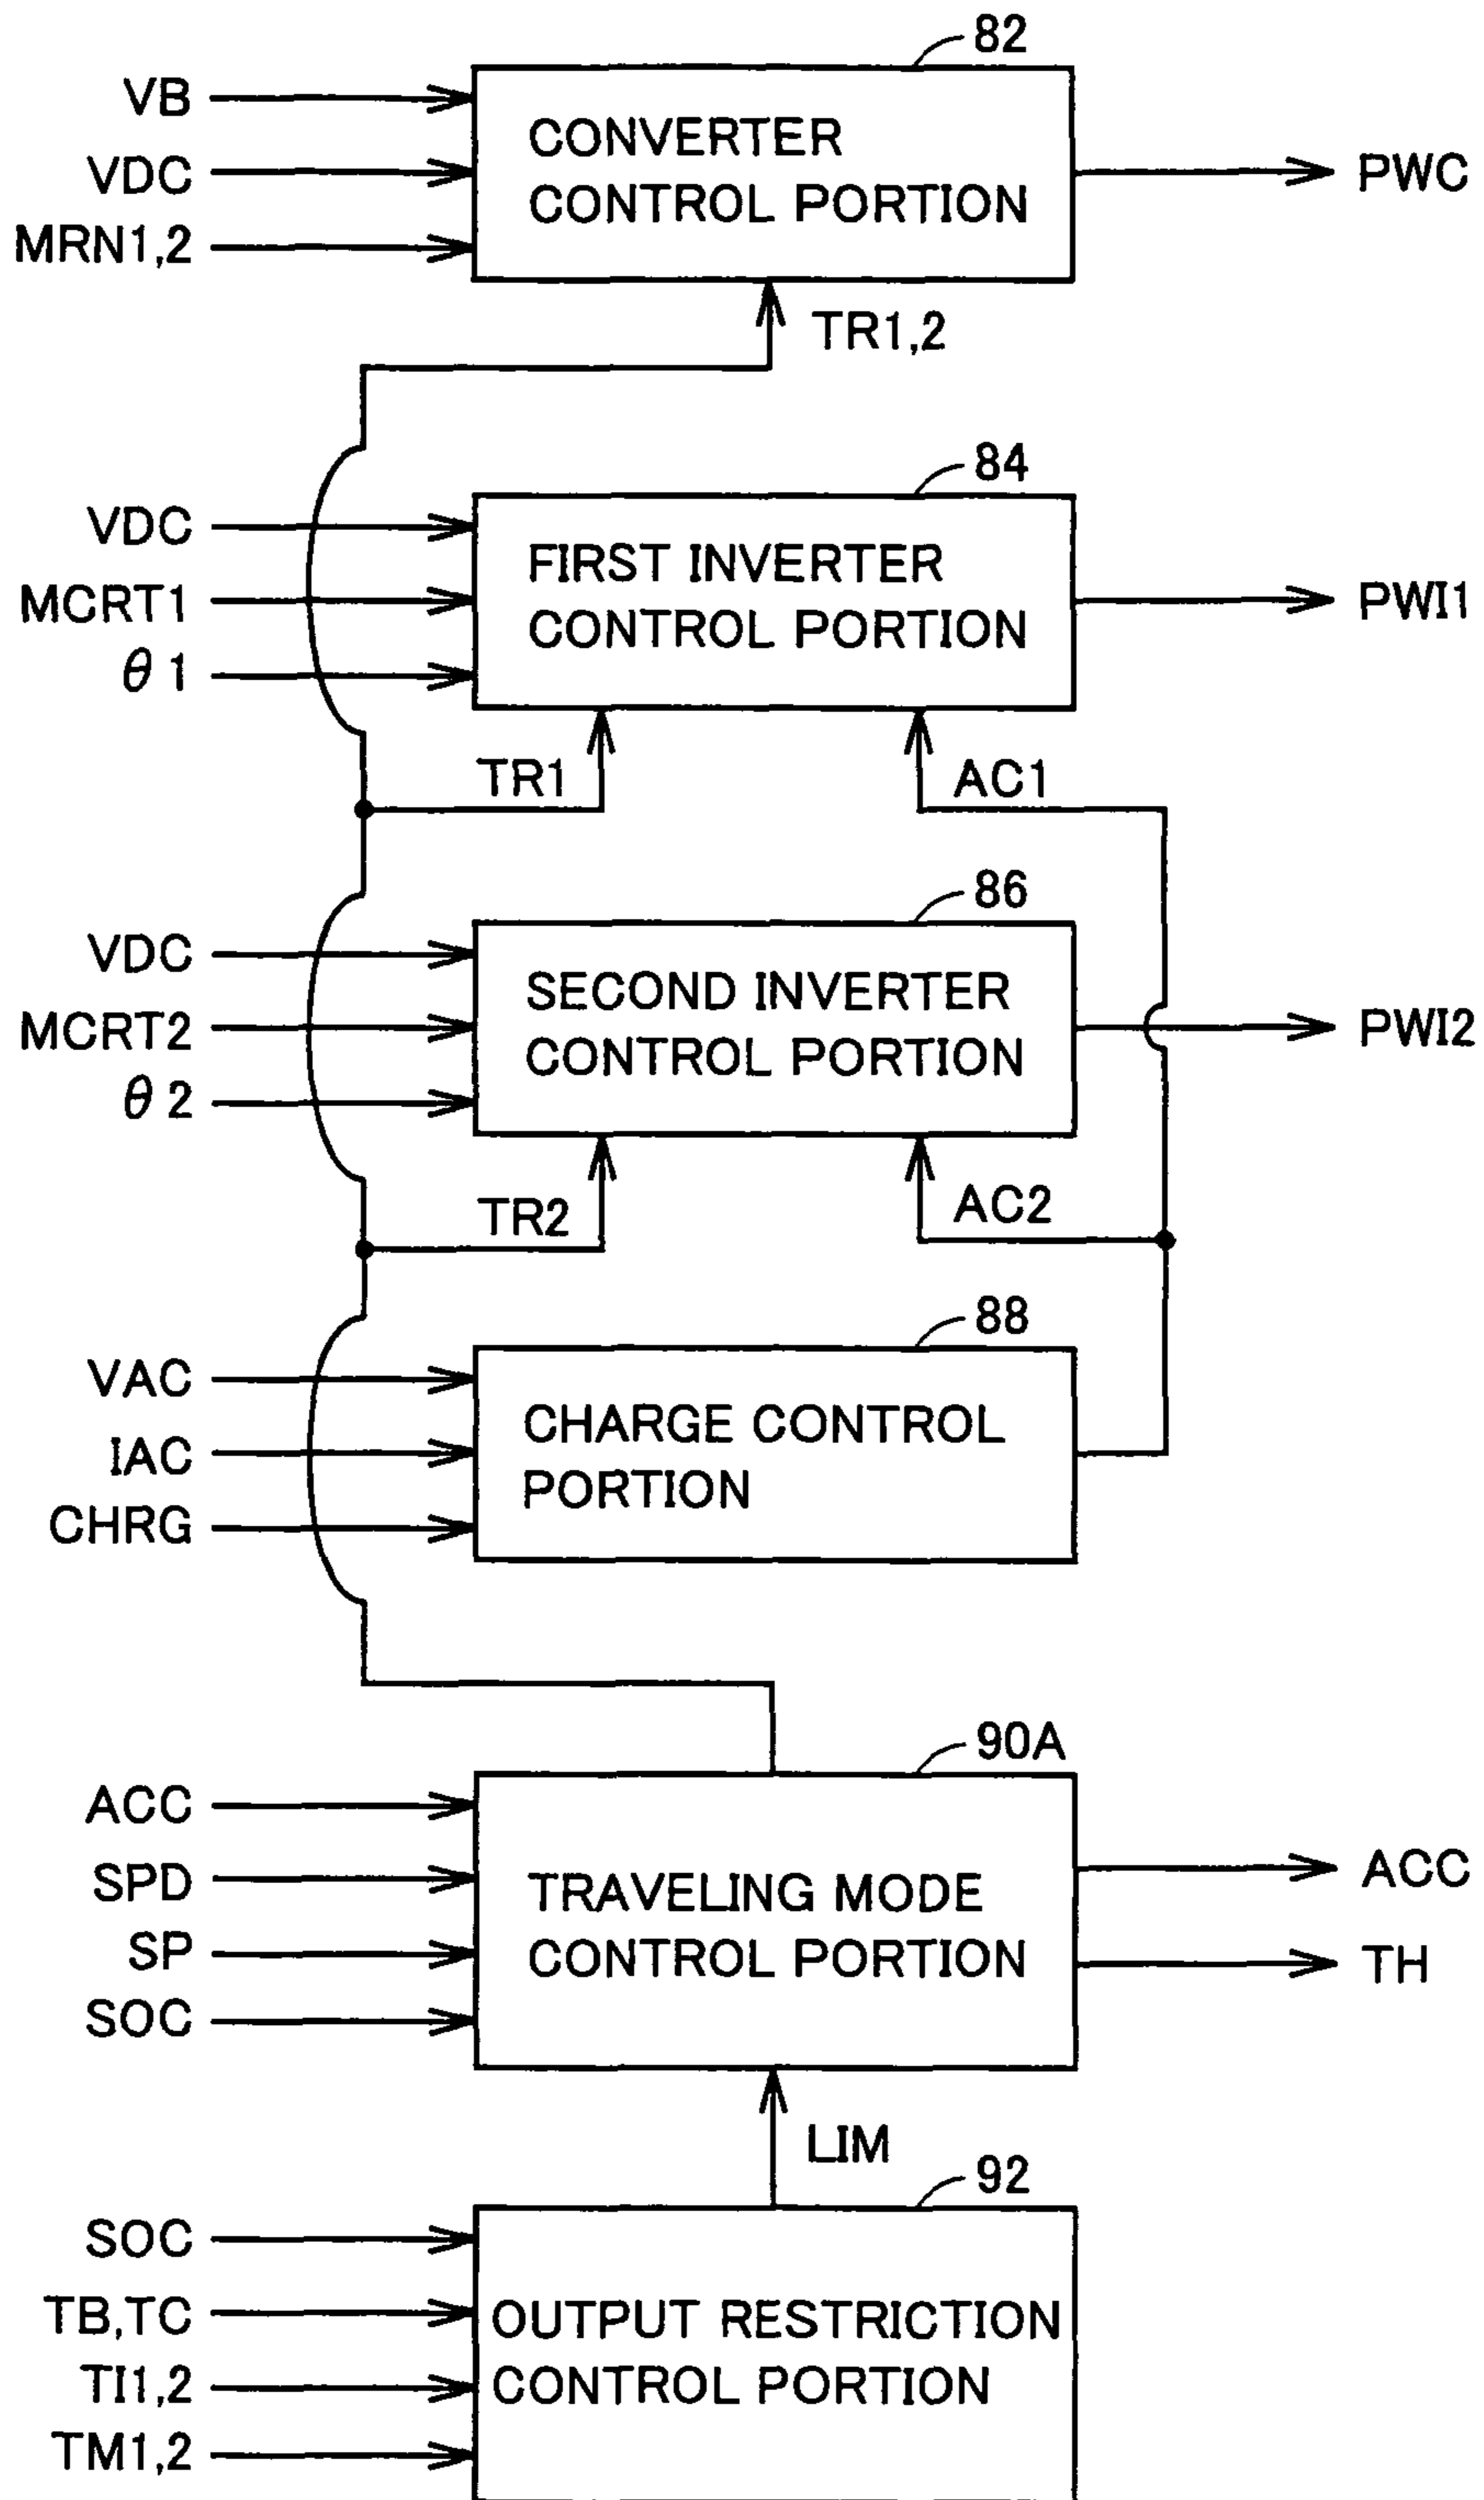 82
VB
VDC
MRN1,2
CONVERTER
CONTROL PORTION
PWC
TR1,2
84
VDC
MCRT1
θ1
FIRST INVERTER
CONTROL PORTION
PWI1
TR1
AC1
86
VDC
MCRT2
θ2
SECOND INVERTER
CONTROL PORTION
PWI2
TR2
AC2
88
VAC
IAC
CHRG
CHARGE CONTROL
PORTION
90A
ACC
SPD
SP
SOC
TRAVELING MODE
CONTROL PORTION
ACC
TH
LIM
92
SOC
TB,TC
TI1,2
TM1,2
OUTPUT RESTRICTION
CONTROL PORTION